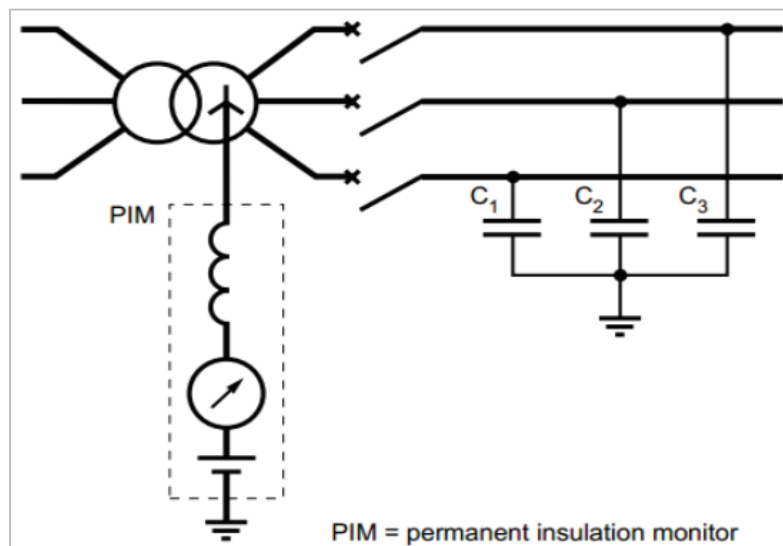 PIM
C1
C2
C3
PIM = permanent insulation monitor